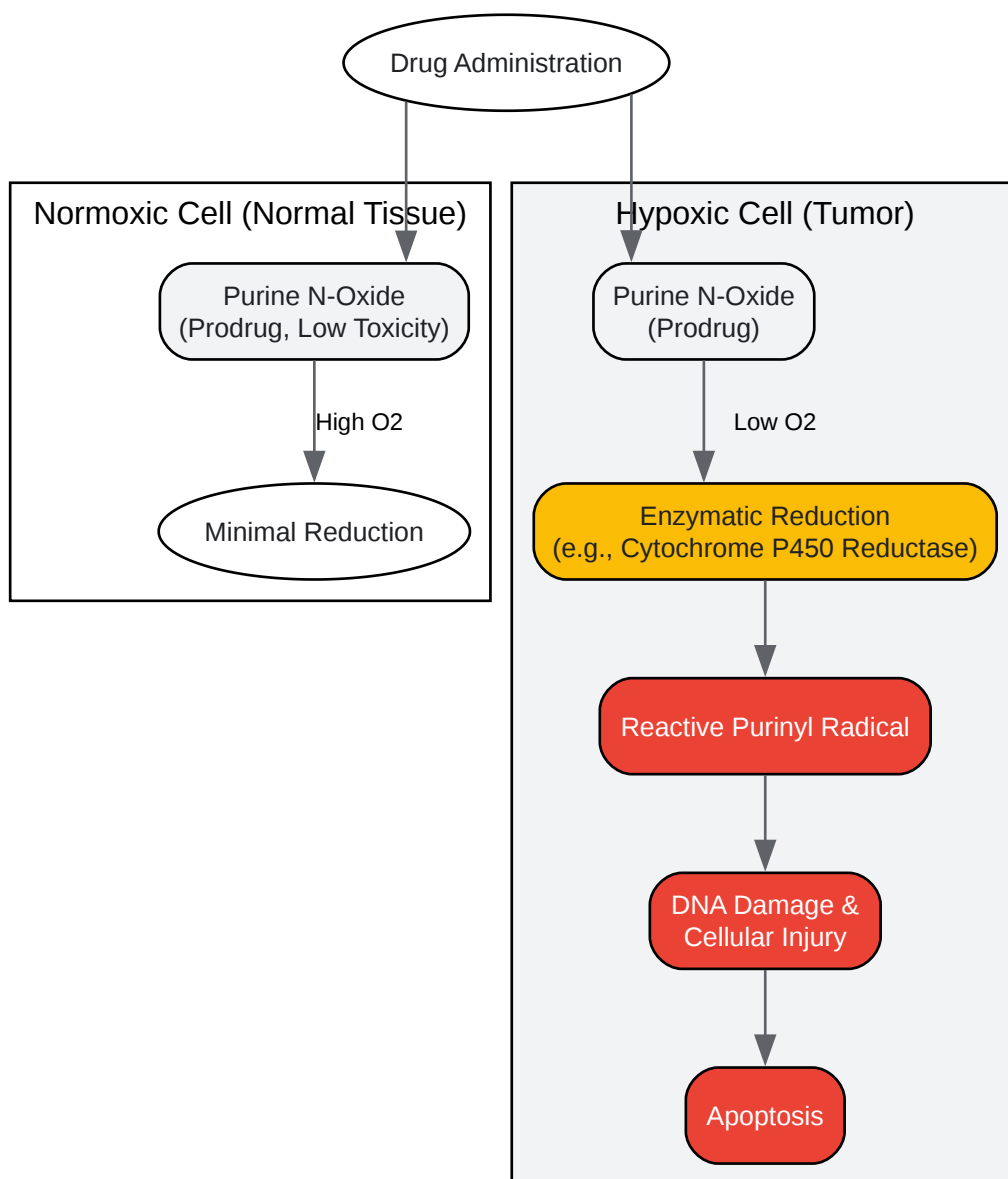 Drug Administration
Normoxic Cell (Normal Tissue)
Purine N-Oxide
(Prodrug, Low Toxicity)
High O2
Minimal Reduction
Hypoxic Cell (Tumor)
Purine N-Oxide
(Prodrug)
Low O2
Enzymatic Reduction
(e.g., Cytochrome P450 Reductase)
Reactive Purinyl Radical
DNA Damage &
Cellular Injury
Apoptosis